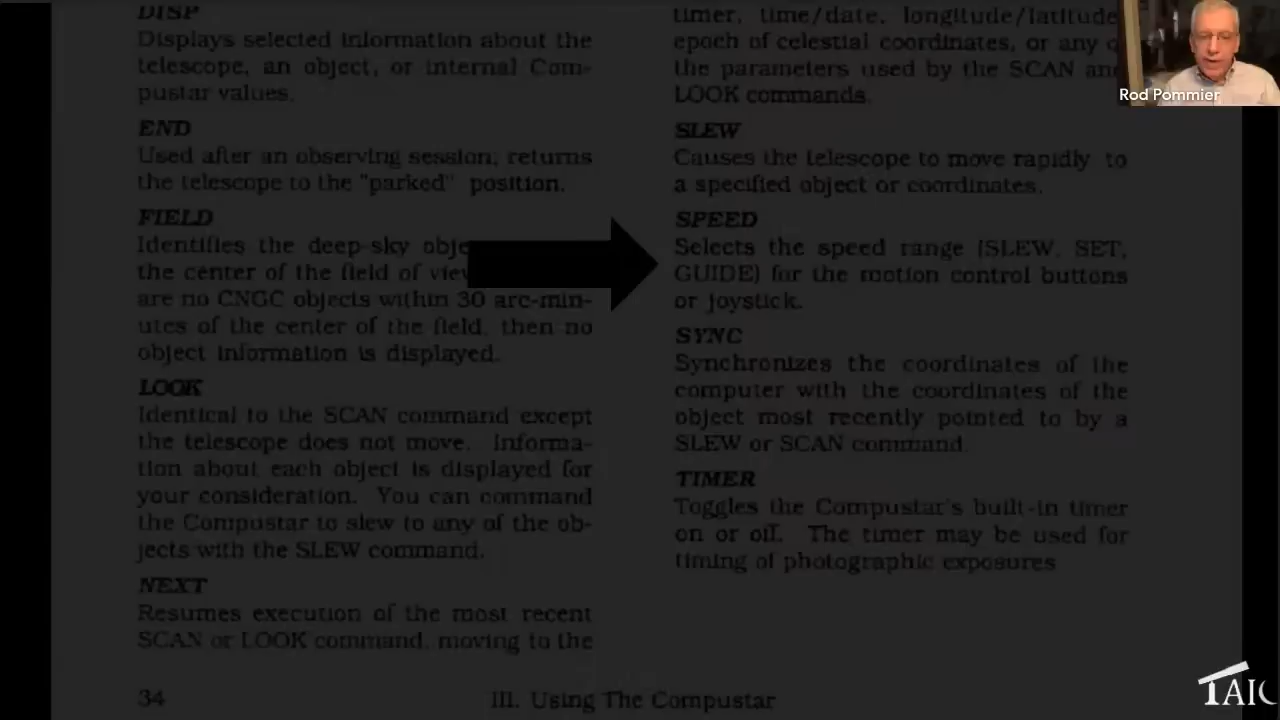 DISP
Displays selected information about the
telescope, an object, or internal Com-
pustar values.
END
Used after an observing session; returns
the telescope to the "parked" position.
FIELD
Identifies the deep-sky
the center of the field of
are no CNGC objects within 30 arc-min-
utes of the center of the field, then no
object information is displayed.
LOOK
Identical to the SCAN command except
the telescope does not move. Informa-
tion about each object is displayed for
your consideration. You can command
the Compustar to slew to any of the ob-
jects with the SLEW command.
NEXT
Resumes execution of the most recent
SCAN or LOOK command, moving to the
timer, time/date, longitude/latitude
epoch of celestial coordinates, or any
the parameters used by the SCAN
LOOK commands.
SLEW
Causes the telescope to move rapidly to
a specified object or coordinates.
SPEED
Selects the speed range (SLEW, SET,
GUIDE) for the motion control buttons
or joystick.
SYNC
Synchronizes the coordinates of the
computer with the coordinates of the
object most recently pointed to by a
SLEW or SCAN command.
TIMER
Toggles the Compustar's built-in timer
on or off. The timer may be used for
timing of photographic exposures
34
III. Using The Compustar
Rod Pommier
TAIC